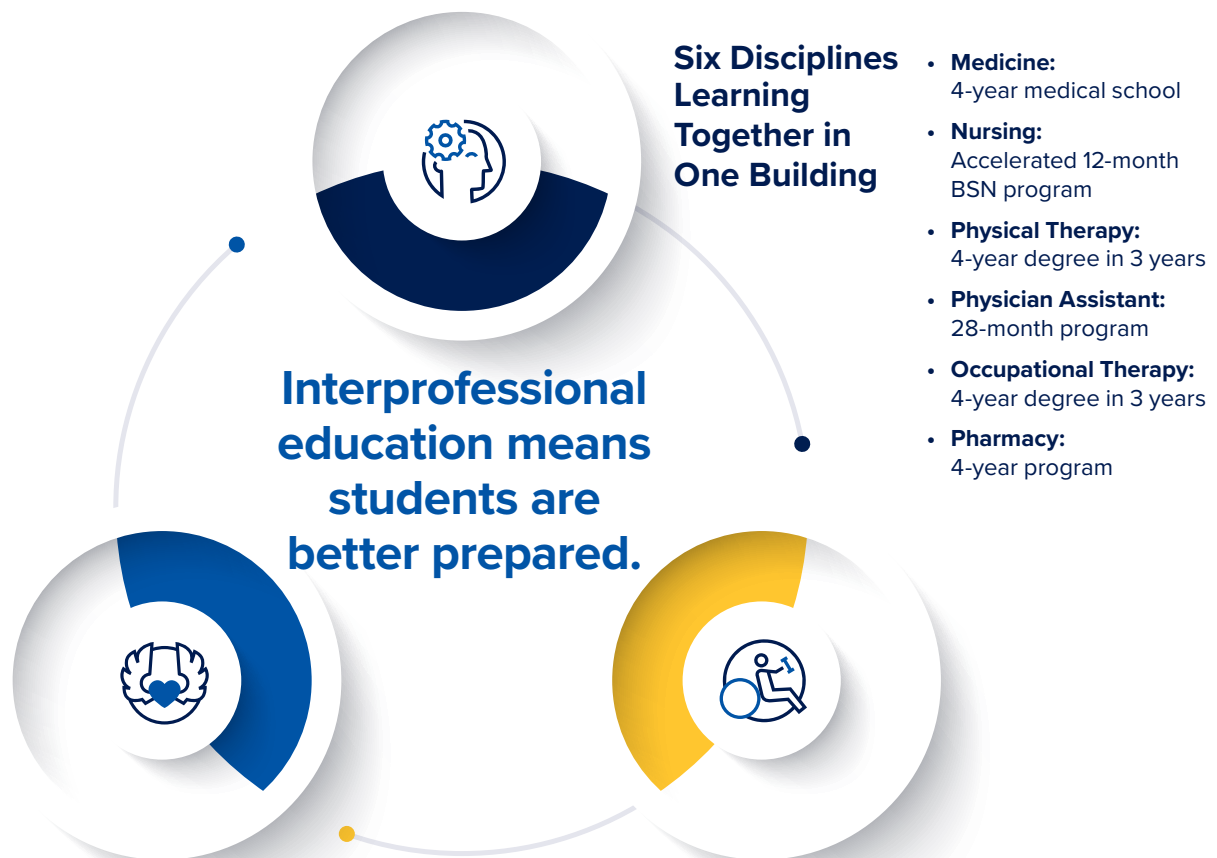 Six Disciplines
Learning
Together in
One Building
• Medicine:
4-year medical school
• Nursing:
Accelerated 12-month
BSN program
• Physical Therapy:
4-year degree in 3 years
• Physician Assistant:
28-month program
• Occupational Therapy:
4-year degree in 3 years
• Pharmacy:
4-year program
Interprofessional
education means
students are
better prepared.